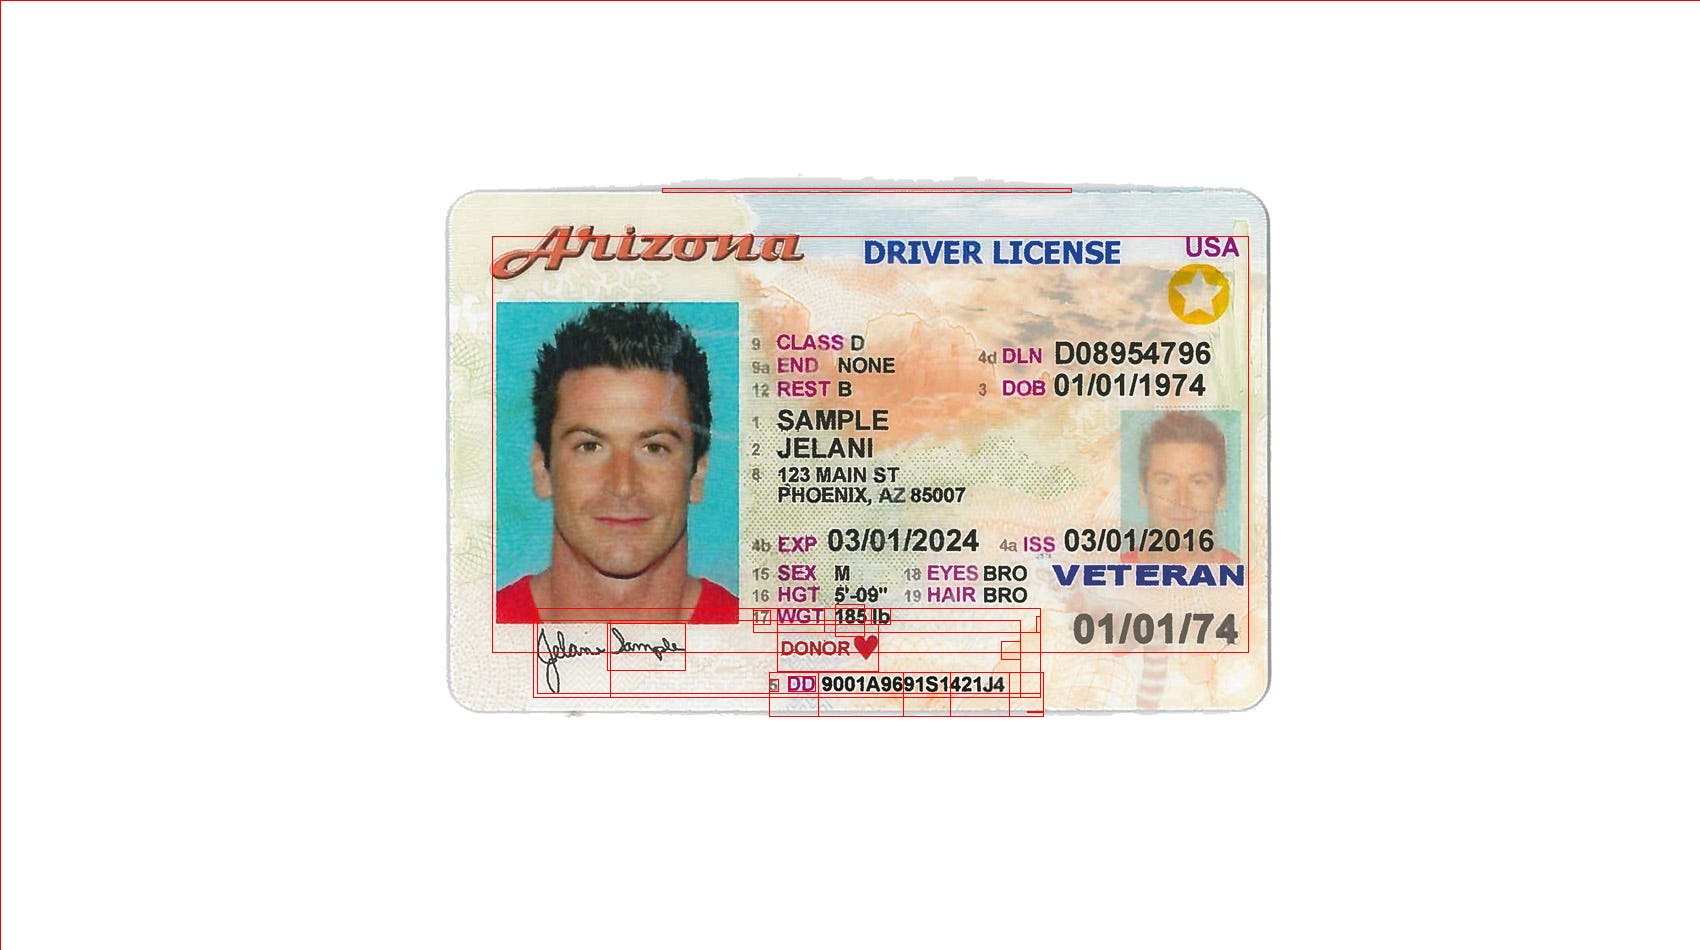 Arizona DRIVER LICENSE USA
9 CLASS D
9a END NONE 4d DLN D08954796
12 REST B 3 DOB 01/01/1974
1 SAMPLE
2 JELANI
8 123 MAIN ST
PHOENIX, AZ 85007
4b EXP 03/01/2024 4a ISS 03/01/2016
15 SEX M 18 EYES BRO VETERAN
16 HGT 5'-09" 19 HAIR BRO
17 WGT 185 lb 01/01/74
Jelani Sample DONOR
5 DD 9001A9691S1421J4